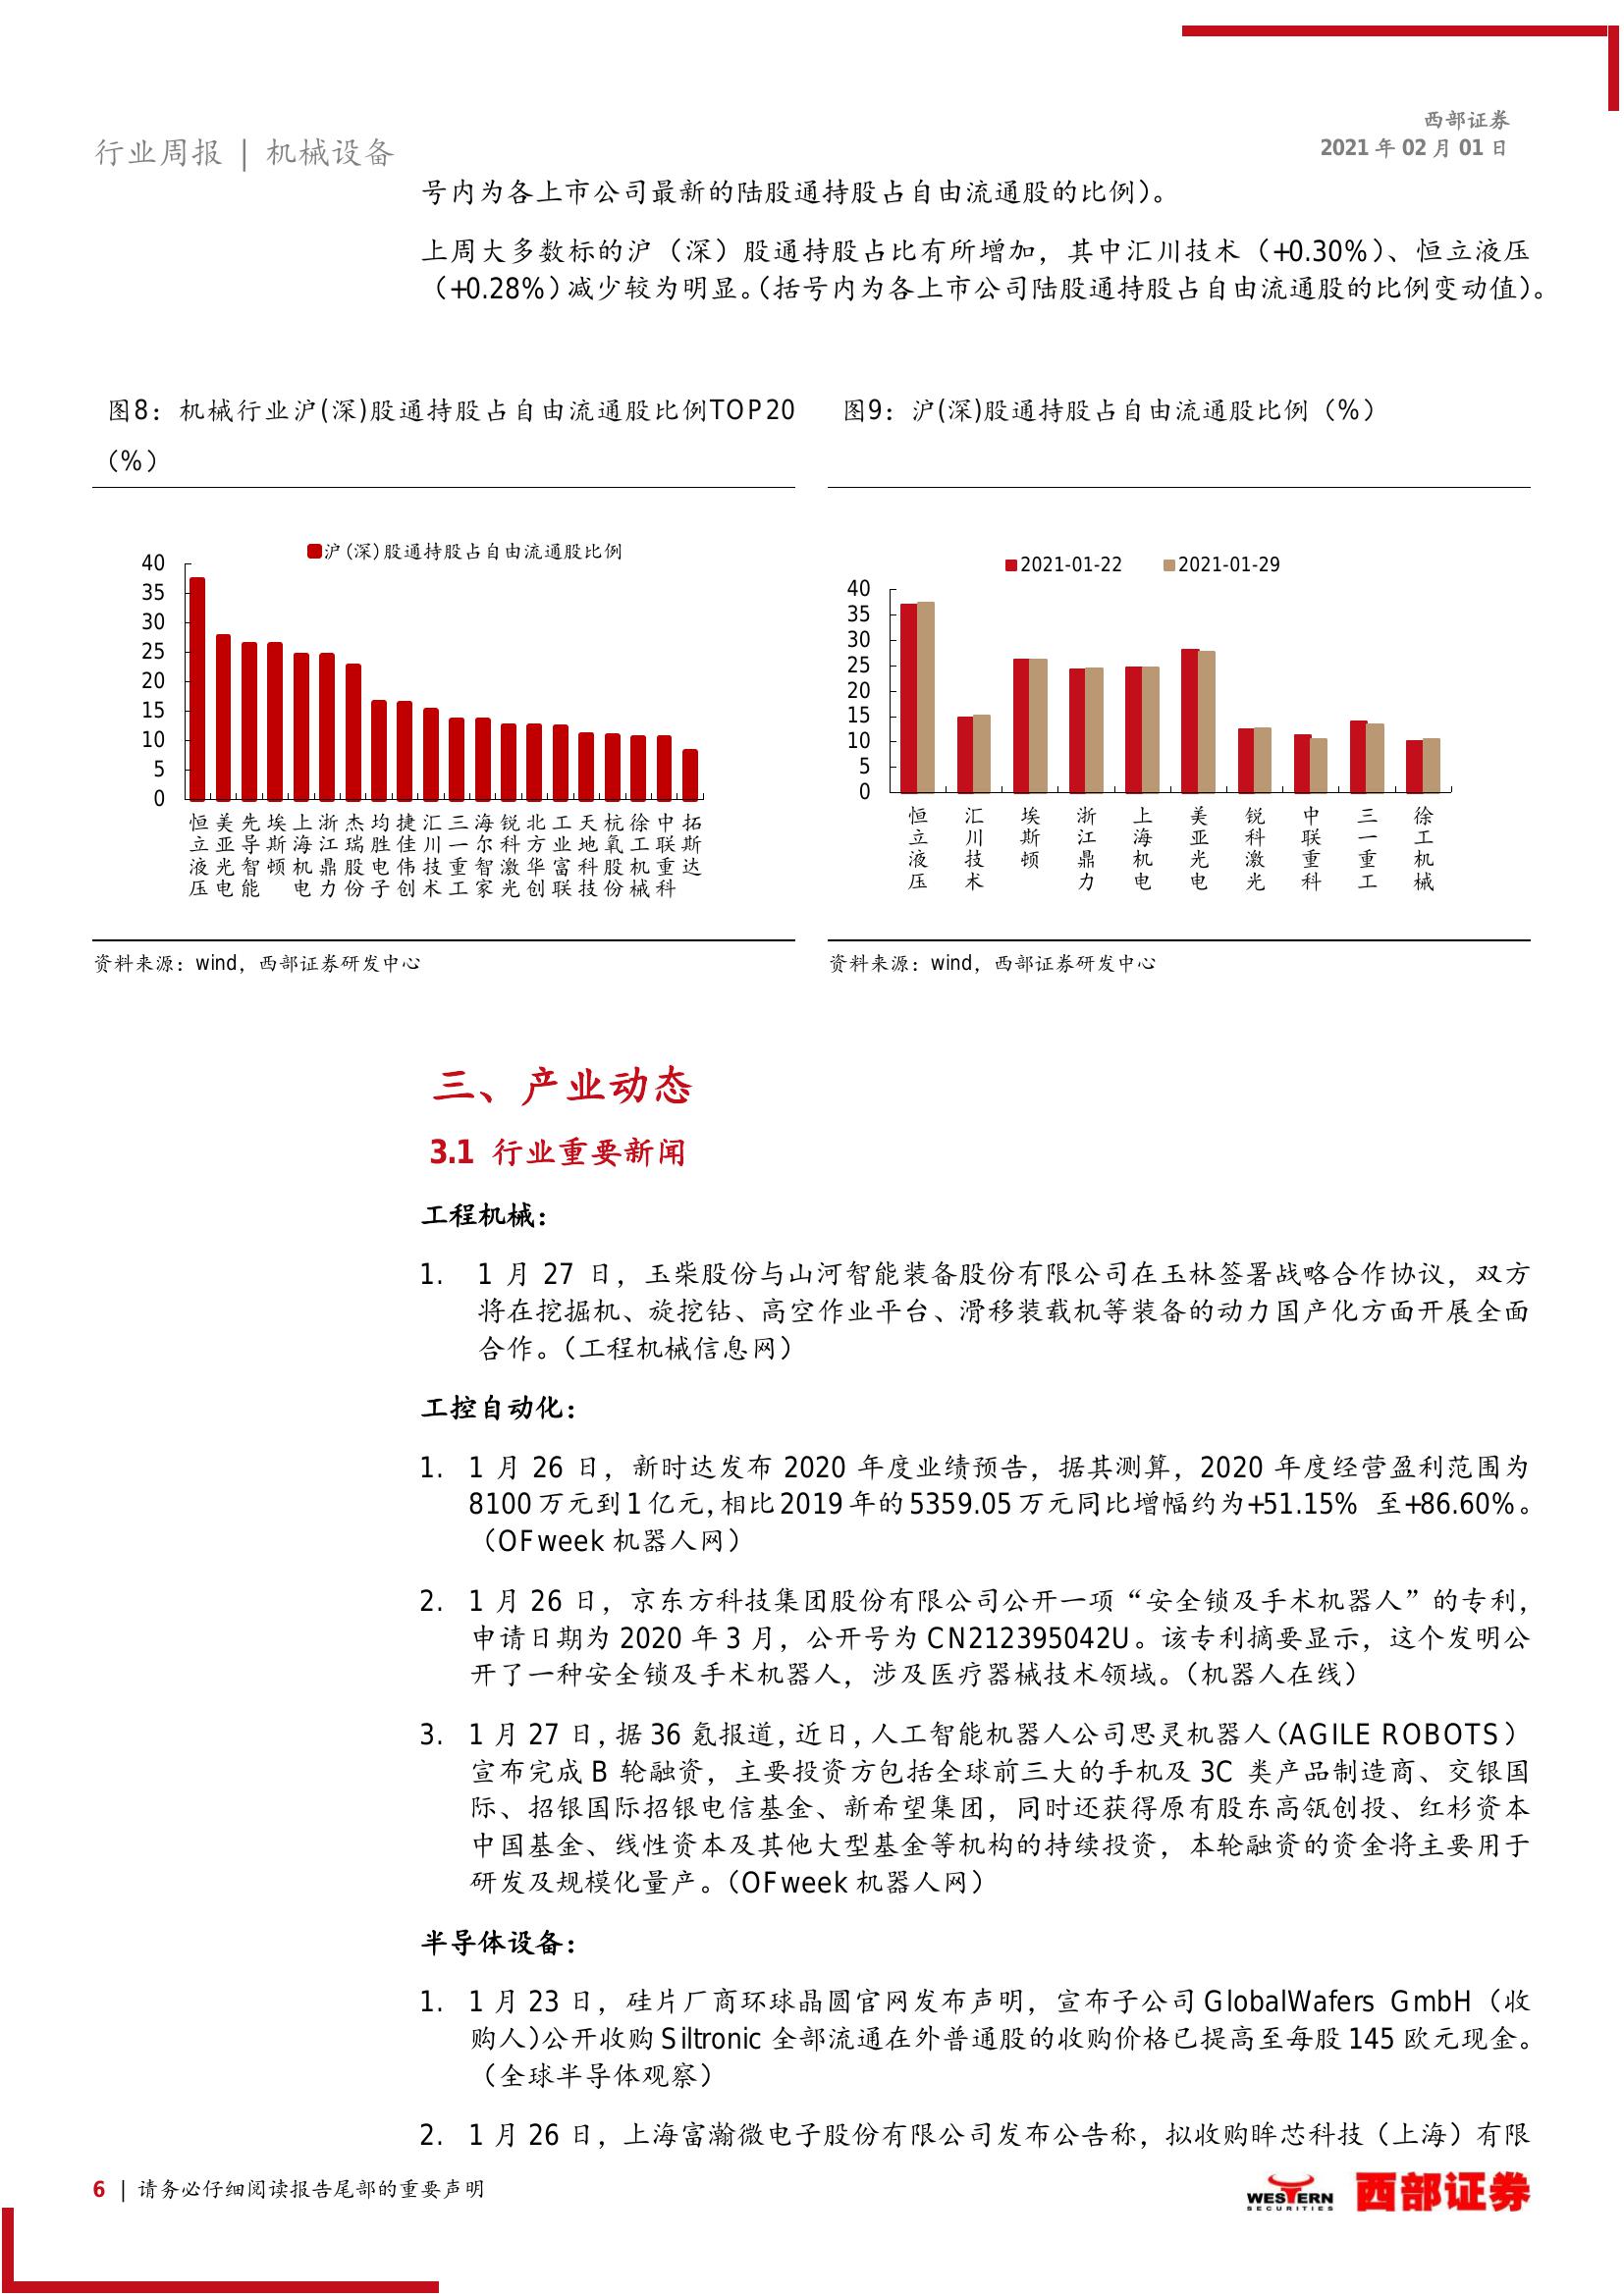 西部证券
行业周报 | 机械设备
2021 年 02 月 01 日
号内为各上市公司最新的陆股通持股占自由流通股的比例）。
上周大多数标的沪（深）股通持股占比有所增加，其中汇川技术（+0.30%）、恒立液压
（+0.28%）减少较为明显。（括号内为各上市公司陆股通持股占自由流通股的比例变动值）。
图8：机械行业沪(深)股通持股占自由流通股比例TOP20
（%）
沪(深)股通持股占自由流通股比例
40
35
30
25
20
15
10
5
0
恒立液压
美亚光电
先导智能
埃斯顿
上海机电
浙江鼎力
杰瑞股份
均胜电子
捷佳伟创
汇川技术
三一重工
海尔智家
锐科激光
北方华创
工业富联
天地科技
杭氧股份
徐工机械
中联重科
拓斯达
资料来源：wind，西部证券研发中心
图9：沪(深)股通持股占自由流通股比例（%）
2021-01-22
2021-01-29
40
35
30
25
20
15
10
5
0
恒立液压
汇川技术
埃斯顿
浙江鼎力
上海机电
美亚光电
锐科激光
中联重科
三一重工
徐工机械
资料来源：wind，西部证券研发中心
三、产业动态
3.1 行业重要新闻
工程机械：
1. 1 月 27 日，玉柴股份与山河智能装备股份有限公司在玉林签署战略合作协议，双方
将在挖掘机、旋挖钻、高空作业平台、滑移装载机等装备的动力国产化方面开展全面
合作。（工程机械信息网）
工控自动化：
1. 1 月 26 日，新时达发布 2020 年度业绩预告，据其测算，2020 年度经营盈利范围为
8100 万元到 1 亿元，相比 2019 年的 5359.05 万元同比增幅约为+51.15% 至+86.60%。
（OFweek 机器人网）
2. 1 月 26 日，京东方科技集团股份有限公司公开一项“安全锁及手术机器人”的专利，
申请日期为 2020 年 3 月，公开号为 CN212395042U。该专利摘要显示，这个发明公
开了一种安全锁及手术机器人，涉及医疗器械技术领域。（机器人在线）
3. 1 月 27 日，据 36 氪报道，近日，人工智能机器人公司思灵机器人（AGILE ROBOTS）
宣布完成 B 轮融资，主要投资方包括全球前三大的手机及 3C 类产品制造商、交银国
际、招银国际招银电信基金、新希望集团，同时还获得原有股东高瓴创投、红杉资本
中国基金、线性资本及其他大型基金等机构的持续投资，本轮融资的资金将主要用于
研发及规模化量产。（OFweek 机器人网）
半导体设备：
1. 1 月 23 日，硅片厂商环球晶圆官网发布声明，宣布子公司 GlobalWafers GmbH（收
购人）公开收购 Siltronic 全部流通在外普通股的收购价格已提高至每股 145 欧元现金。
（全球半导体观察）
2. 1 月 26 日，上海富瀚微电子股份有限公司发布公告称，拟收购眸芯科技（上海）有限
6 | 请务必仔细阅读报告尾部的重要声明
WESTERN
SECURITIES
西部证券